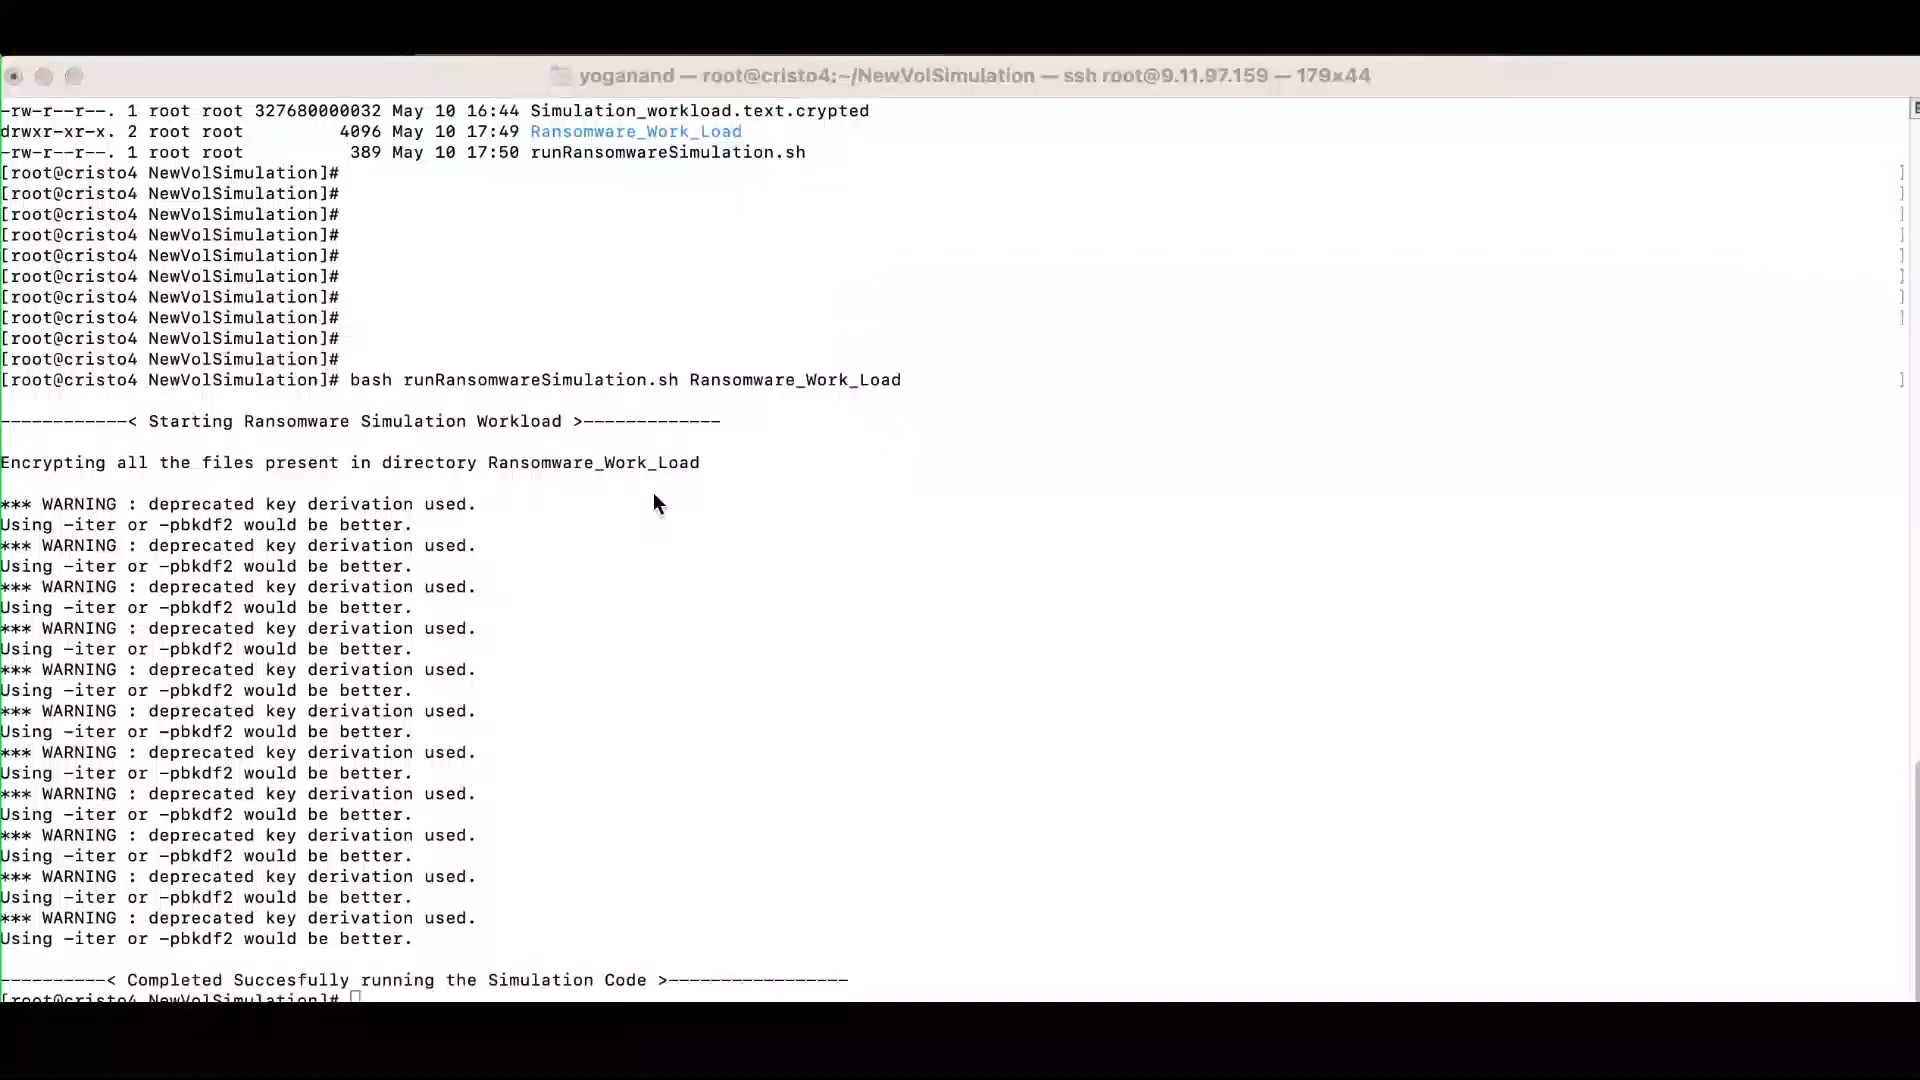 yoganand — root@cristo4:~/NewVolSimulation — ssh root@9.11.97.159 — 179×44
-rw-r--r--. 1 root root 327680000032 May 10 16:44 Simulation_workload.text.crypted
drwxr-xr-x. 2 root root         4096 May 10 17:49 Ransomware_Work_Load
-rw-r--r--. 1 root root          389 May 10 17:50 runRansomwareSimulation.sh
[root@cristo4 NewVolSimulation]# ]
[root@cristo4 NewVolSimulation]# ]
[root@cristo4 NewVolSimulation]# ]
[root@cristo4 NewVolSimulation]# ]
[root@cristo4 NewVolSimulation]# ]
[root@cristo4 NewVolSimulation]# ]
[root@cristo4 NewVolSimulation]# ]
[root@cristo4 NewVolSimulation]# ]
[root@cristo4 NewVolSimulation]#
[root@cristo4 NewVolSimulation]#
[root@cristo4 NewVolSimulation]# bash runRansomwareSimulation.sh Ransomware_Work_Load ]
------------< Starting Ransomware Simulation Workload >-------------
Encrypting all the files present in directory Ransomware_Work_Load
*** WARNING : deprecated key derivation used.
Using -iter or -pbkdf2 would be better.
*** WARNING : deprecated key derivation used.
Using -iter or -pbkdf2 would be better.
*** WARNING : deprecated key derivation used.
Using -iter or -pbkdf2 would be better.
*** WARNING : deprecated key derivation used.
Using -iter or -pbkdf2 would be better.
*** WARNING : deprecated key derivation used.
Using -iter or -pbkdf2 would be better.
*** WARNING : deprecated key derivation used.
Using -iter or -pbkdf2 would be better.
*** WARNING : deprecated key derivation used.
Using -iter or -pbkdf2 would be better.
*** WARNING : deprecated key derivation used.
Using -iter or -pbkdf2 would be better.
*** WARNING : deprecated key derivation used.
Using -iter or -pbkdf2 would be better.
*** WARNING : deprecated key derivation used.
Using -iter or -pbkdf2 would be better.
*** WARNING : deprecated key derivation used.
Using -iter or -pbkdf2 would be better.
----------< Completed Succesfully running the Simulation Code >-----------------
[root@cristo4 NewVolSimulation]#